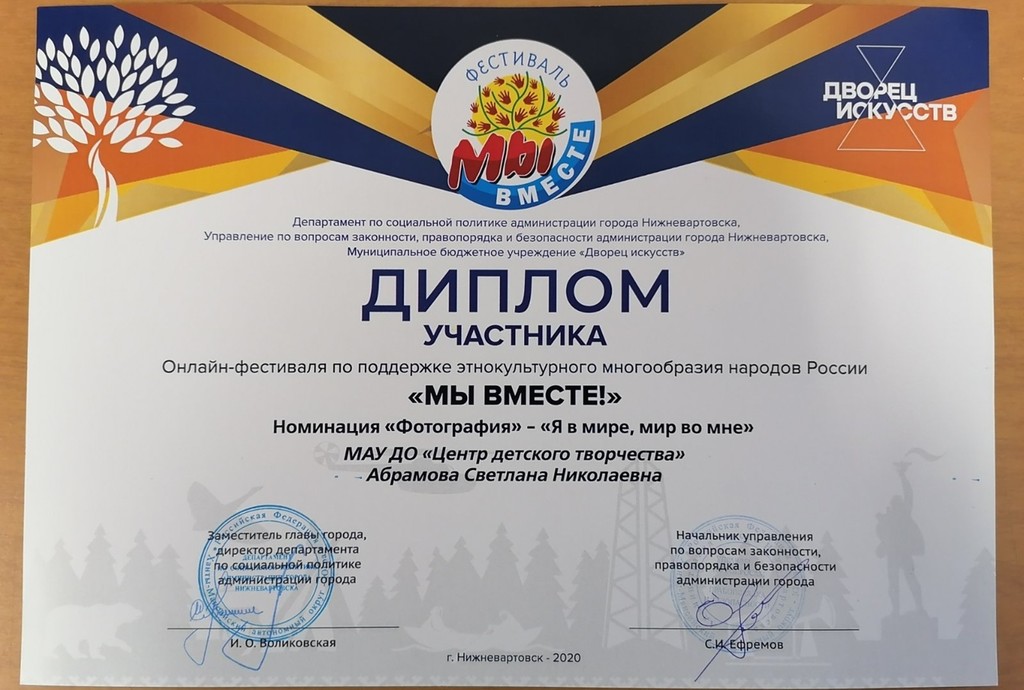 ФЕСТИВАЛЬ
Мы
ВМЕСТЕ
ДВОРЕЦ
ИСКУССТВ
Департамент по социальной политике администрации города Нижневартовска,
Управление по вопросам законности, правопорядка и безопасности администрации города Нижневартовска,
Муниципальное бюджетное учреждение «Дворец искусств»
ДИПЛОМ
УЧАСТНИКА
Онлайн-фестиваля по поддержке этнокультурного многообразия народов России
«МЫ ВМЕСТЕ!»
Номинация «Фотография» – «Я в мире, мир во мне»
МАУ ДО «Центр детского творчества»
Абрамова Светлана Николаевна
Заместитель главы города,
директор департамента
по социальной политике
администрации города
И. О. Воликовская
Начальник управления
по вопросам законности,
правопорядка и безопасности
администрации города
С.И. Ефремов
г. Нижневартовск - 2020